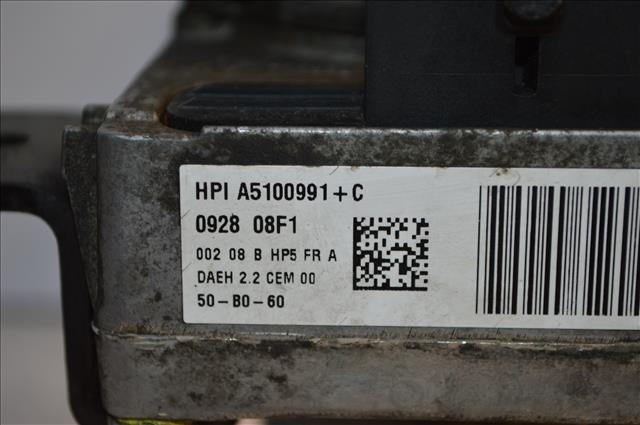 HPI A5100991+C
0928 08F1
002 08 B HP5 FR A
DAEH 2.2 CEM 00
50-B0-60